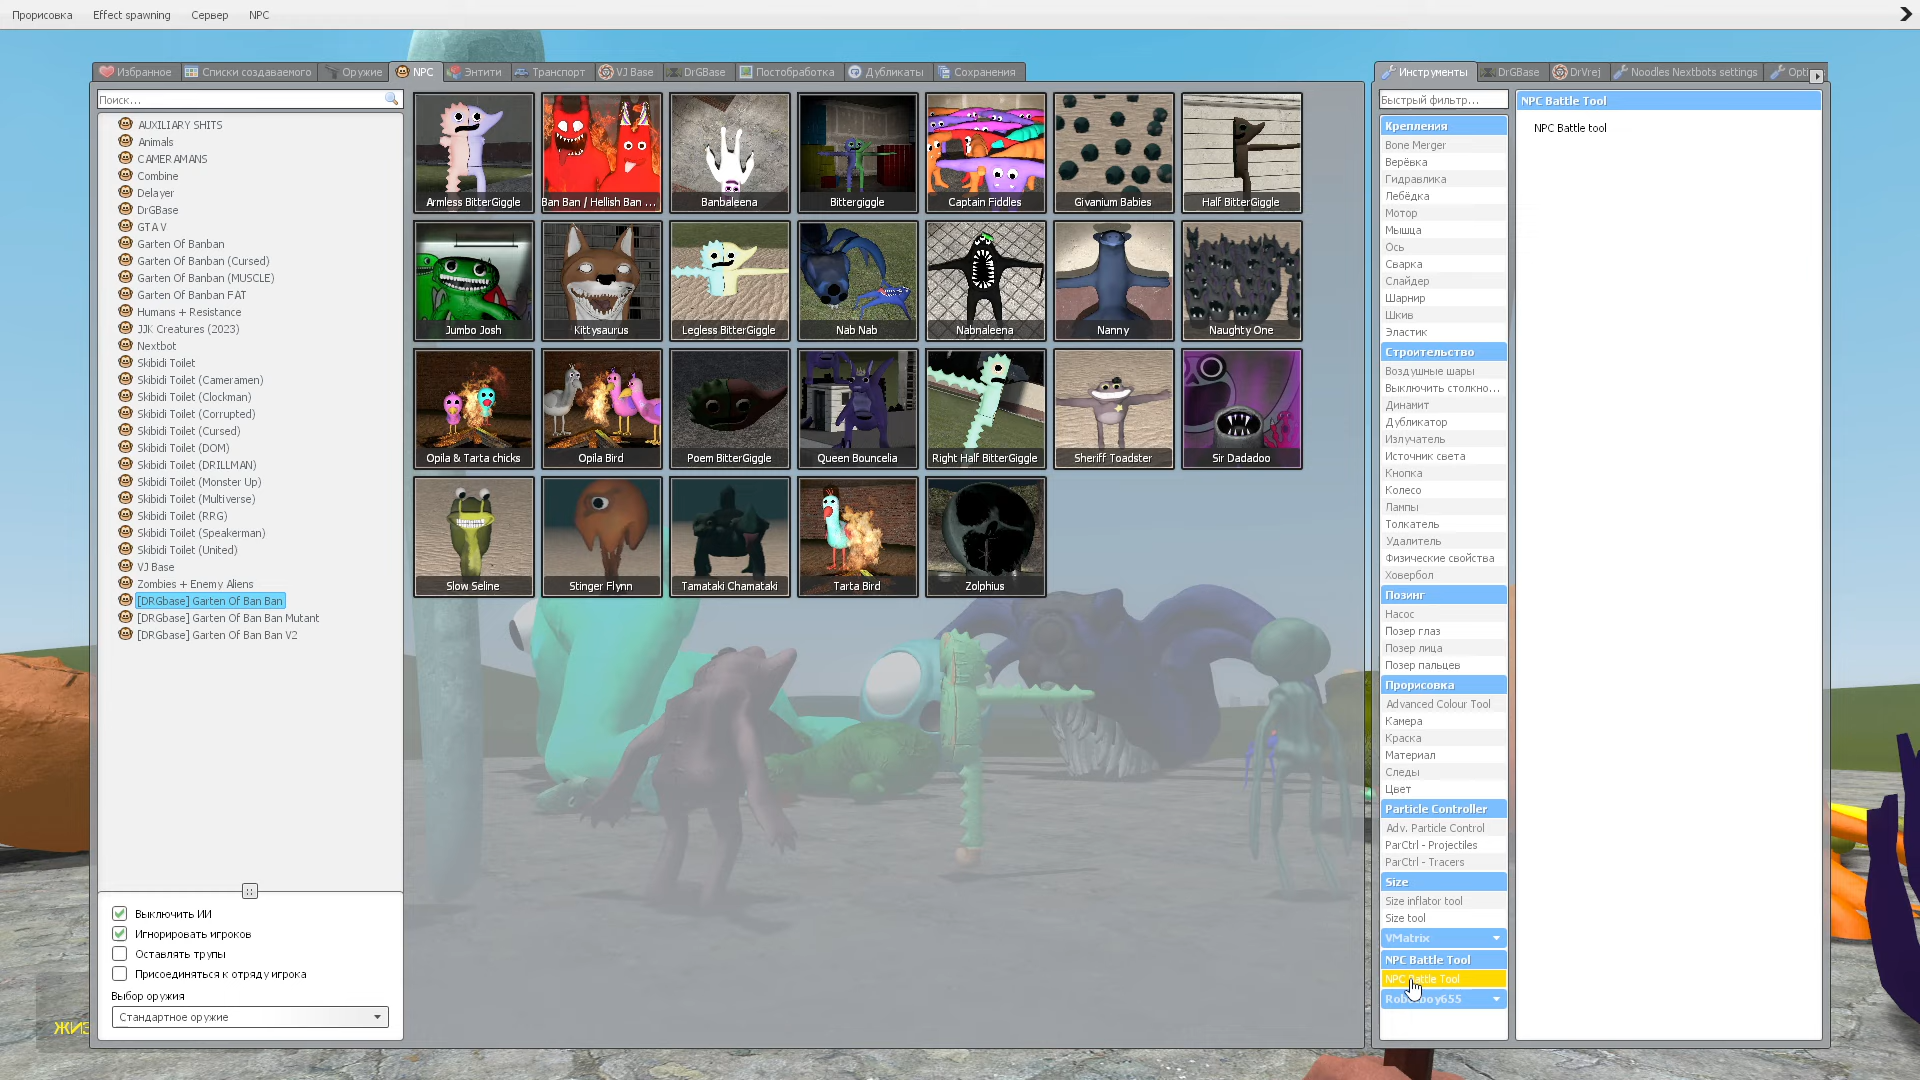 Прорисовка
Effect spawning
Сервер
NPC
Избранное
Списки создаваемого
Оружие
NPC
Энтити
Транспорт
VJ Base
DrGBase
Постобработка
Дубликаты
Сохранения
Инструменты
DrGBase
DrVrej
Noodles Nextbots settings
Поиск...
AUXILIARY SHITS
Animals
CAMERAMANS
Combine
Delayer
DrGBase
GTA V
Garten Of Banban
Garten Of Banban (Cursed)
Garten Of Banban (MUSCLE)
Garten Of Banban FAT
Humans + Resistance
JJK Creatures (2023)
Nextbot
Skibidi Toilet
Skibidi Toilet (Cameramen)
Skibidi Toilet (Clockman)
Skibidi Toilet (Corrupted)
Skibidi Toilet (Cursed)
Skibidi Toilet (DOM)
Skibidi Toilet (DRILLMAN)
Skibidi Toilet (Monster Up)
Skibidi Toilet (Multiverse)
Skibidi Toilet (RRG)
Skibidi Toilet (Speakerman)
Skibidi Toilet (United)
VJ Base
Zombies + Enemy Aliens
[DRGbase] Garten Of Ban Ban
[DRGbase] Garten Of Ban Ban Mutant
[DRGbase] Garten Of Ban Ban V2
Выключить ИИ
Игнорировать игроков
Оставлять трупы
Присоединяться к отряду игрока
Выбор оружия
Стандартное оружие
Armless BitterGiggle
Ban Ban / Hellish Ban ...
Banbaleena
Bittergiggle
Captain Fiddles
Givanium Babies
Half BitterGiggle
Jumbo Josh
Kittysaurus
Legless BitterGiggle
Nab Nab
Nabnaleena
Nanny
Naughty One
Opila & Tarta chicks
Opila Bird
Poem BitterGiggle
Queen Bouncelia
Right Half BitterGiggle
Sheriff Toadster
Sir Dadadoo
Slow Seline
Stinger Flynn
Tamataki Chamataki
Tarta Bird
Zolphius
Быстрый фильтр...
Крепления
Bone Merger
Верёвка
Гидравлика
Лебёдка
Мотор
Мышца
Ось
Сварка
Слайдер
Шарнир
Шкив
Эластик
Строительство
Воздушные шары
Выключить столкно...
Динамит
Дубликатор
Излучатель
Источник света
Кнопка
Колесо
Лампы
Толкатель
Удалитель
Физические свойства
Ховербол
Позинг
Насос
Позер глаз
Позер лица
Позер пальцев
Прорисовка
Advanced Colour Tool
Камера
Краска
Материал
Следы
Цвет
Particle Controller
Adv. Particle Control
ParCtrl - Projectiles
ParCtrl - Tracers
Size
Size inflator tool
Size tool
VMatrix
NPC Battle Tool
NPC Battle Tool
NPC Battle Tool
NPC Battle tool